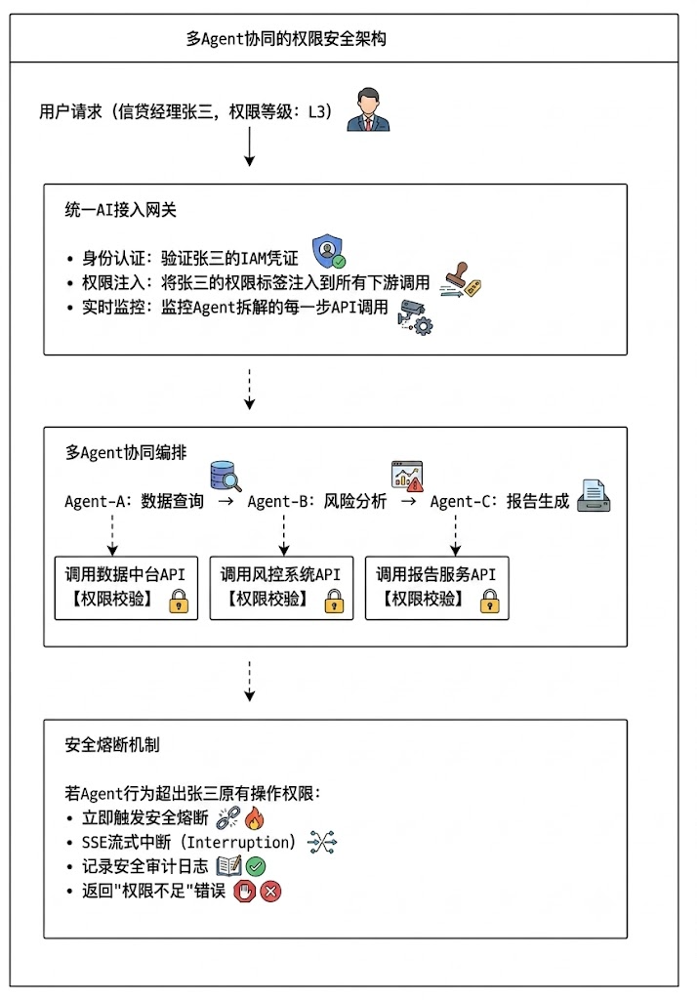 多Agent协同的权限安全架构
用户请求（信贷经理张三，权限等级：L3）
统一AI接入网关
• 身份认证：验证张三的IAM凭证
• 权限注入：将张三的权限标签注入到所有下游调用
• 实时监控：监控Agent拆解的每一步API调用
多Agent协同编排
Agent-A：数据查询 → Agent-B：风险分析 → Agent-C：报告生成
调用数据中台API
【权限校验】
调用风控系统API
【权限校验】
调用报告服务API
【权限校验】
安全熔断机制
若Agent行为超出张三原有操作权限：
• 立即触发安全熔断
• SSE流式中断（Interruption）
• 记录安全审计日志
• 返回"权限不足"错误